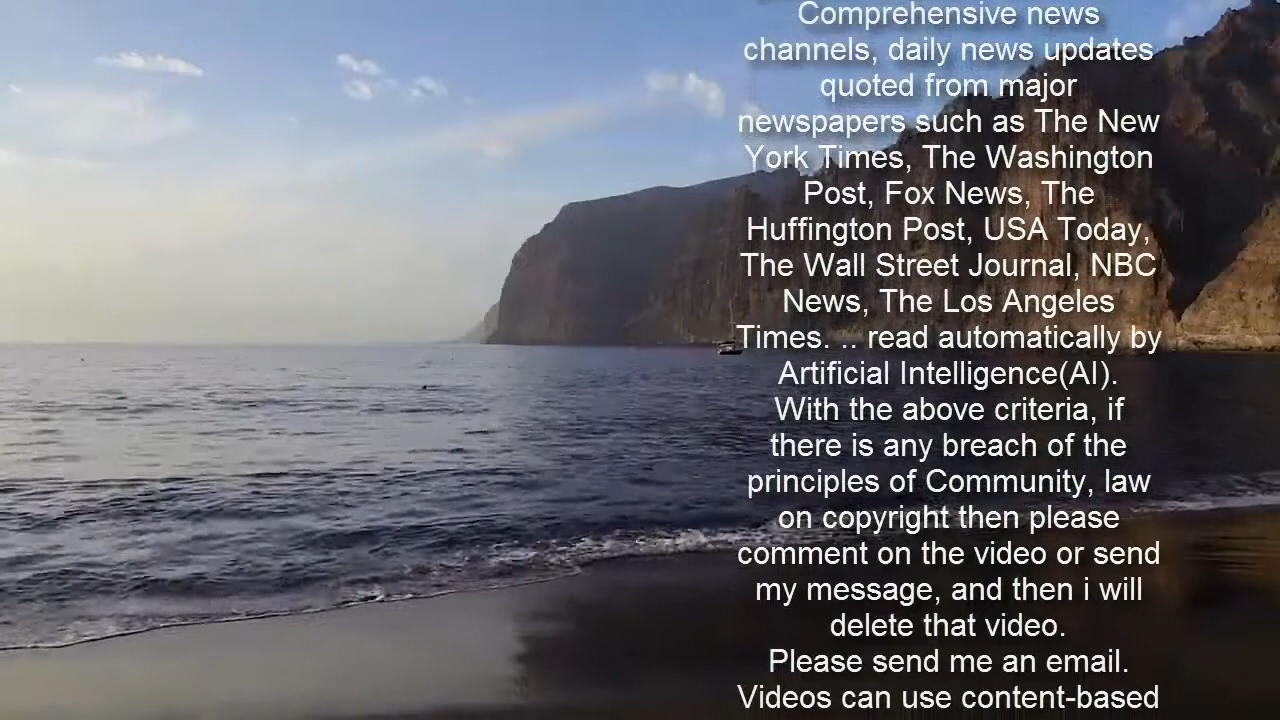 Comprehensive news
channels, daily news updates
quoted from major
newspapers such as The New
York Times, The Washington
Post, Fox News, The
Huffington Post, USA Today,
The Wall Street Journal, NBC
News, The Los Angeles
Times. .. read automatically by
Artificial Intelligence(AI).
With the above criteria, if
there is any breach of the
principles of Community, law
on copyright then please
comment on the video or send
my message, and then i will
delete that video.
Please send me an email.
Videos can use content-based